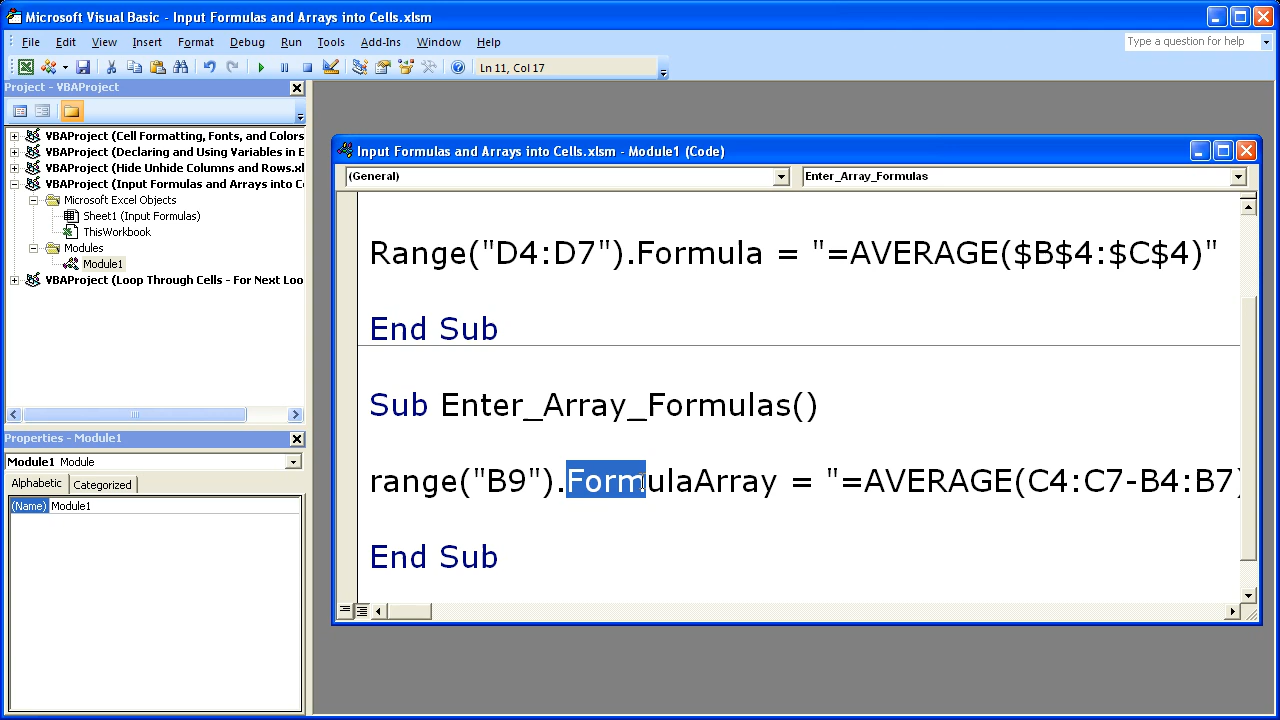 Microsoft Visual Basic - Input Formulas and Arrays into Cells.xlsm
File Edit View Insert Format Debug Run Tools Add-Ins Window Help
Type a question for help
Ln 11, Col 17
Project - VBAProject
VBAProject (Cell Formatting, Fonts, and Colors
VBAProject (Declaring and Using Variables in E
VBAProject (Hide Unhide Columns and Rows.xl
VBAProject (Input Formulas and Arrays into C
Microsoft Excel Objects
Sheet1 (Input Formulas)
ThisWorkbook
Modules
Module1
VBAProject (Loop Through Cells - For Next Loo
Properties - Module1
Module1 Module
Alphabetic Categorized
(Name) Module1
Input Formulas and Arrays into Cells.xlsm - Module1 (Code)
(General) Enter_Array_Formulas
Range("D4:D7").Formula = "=AVERAGE($B$4:$C$4)"
End Sub
Sub Enter_Array_Formulas()
range("B9").FormulaArray = "=AVERAGE(C4:C7-B4:B7)
End Sub